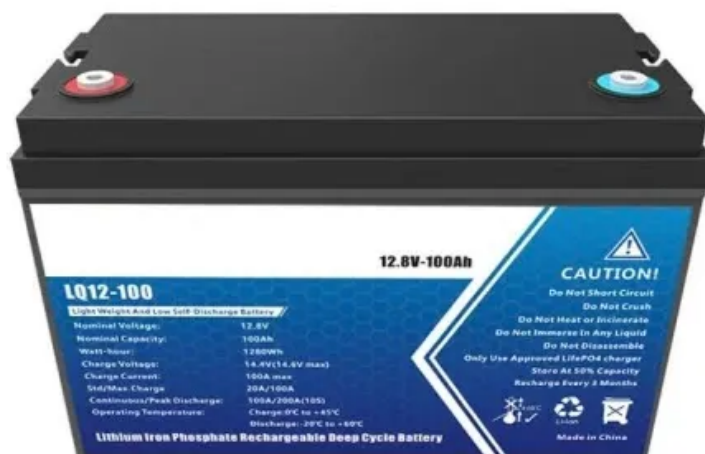 12.8V-100Ah
LQ12-100
Light Weight And Low Self-Discharge Battery
Nominal Voltage: 12.8V
Nominal Capacity: 100Ah
Watt-hour: 1280Wh
Charge Voltage: 14.4V(14.6V max)
Charge Current: 100A max
Std/Max.Charge 20A/100A
Continuous/Peak Discharge: 100A/200A(10S)
Operating Temperature: Charge:0℃ to +45℃
Discharge:-20℃ to +60℃
Lithium Iron Phosphate Rechargeable Deep Cycle Battery
CAUTION!
Do Not Short Circuit
Do Not Crush
Do Not Heat or Incinerate
Do Not Immerse In Any Liquid
Do Not Disassemble
Only Use Approved LifePO4 charger
Store At 50% Capacity
Recharge Every 3 Months
Li-ion
Made in China